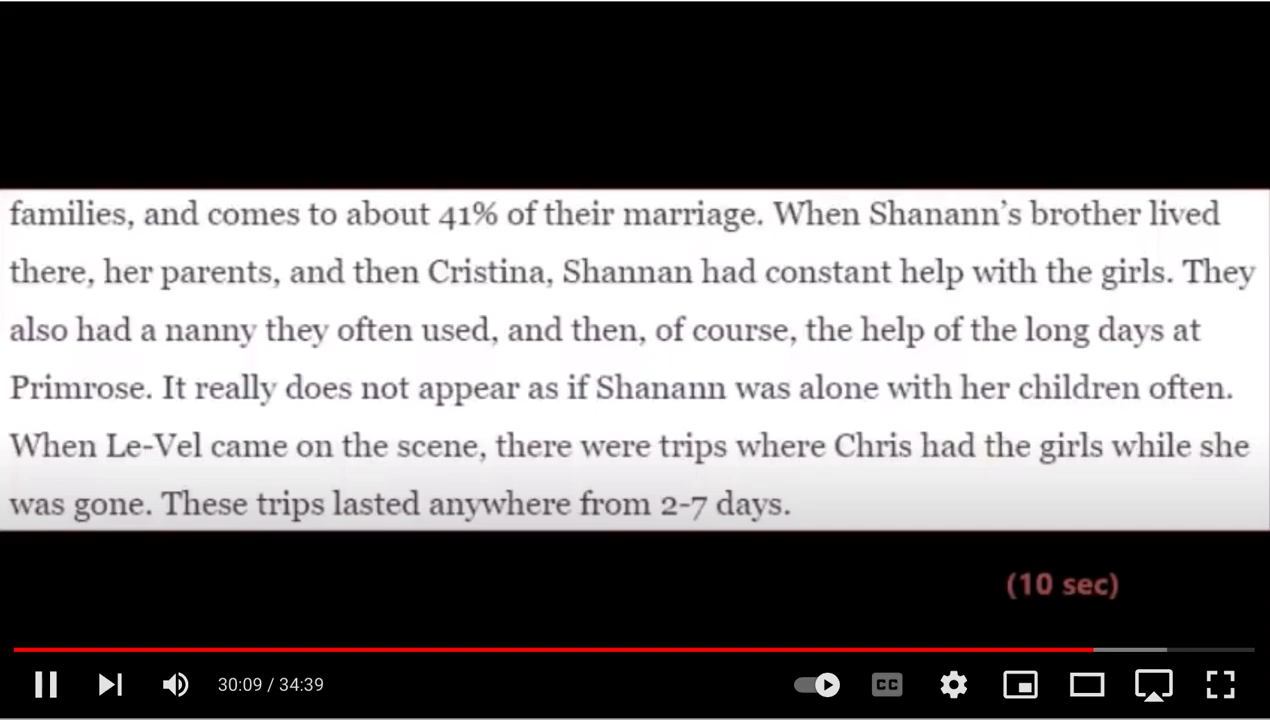 families, and comes to about 41% of their marriage. When Shanann’s brother lived
there, her parents, and then Cristina, Shannan had constant help with the girls. They
also had a nanny they often used, and then, of course, the help of the long days at
Primrose. It really does not appear as if Shanann was alone with her children often.
When Le-Vel came on the scene, there were trips where Chris had the girls while she
was gone. These trips lasted anywhere from 2-7 days.
(10 sec)
30:09 / 34:39
CC